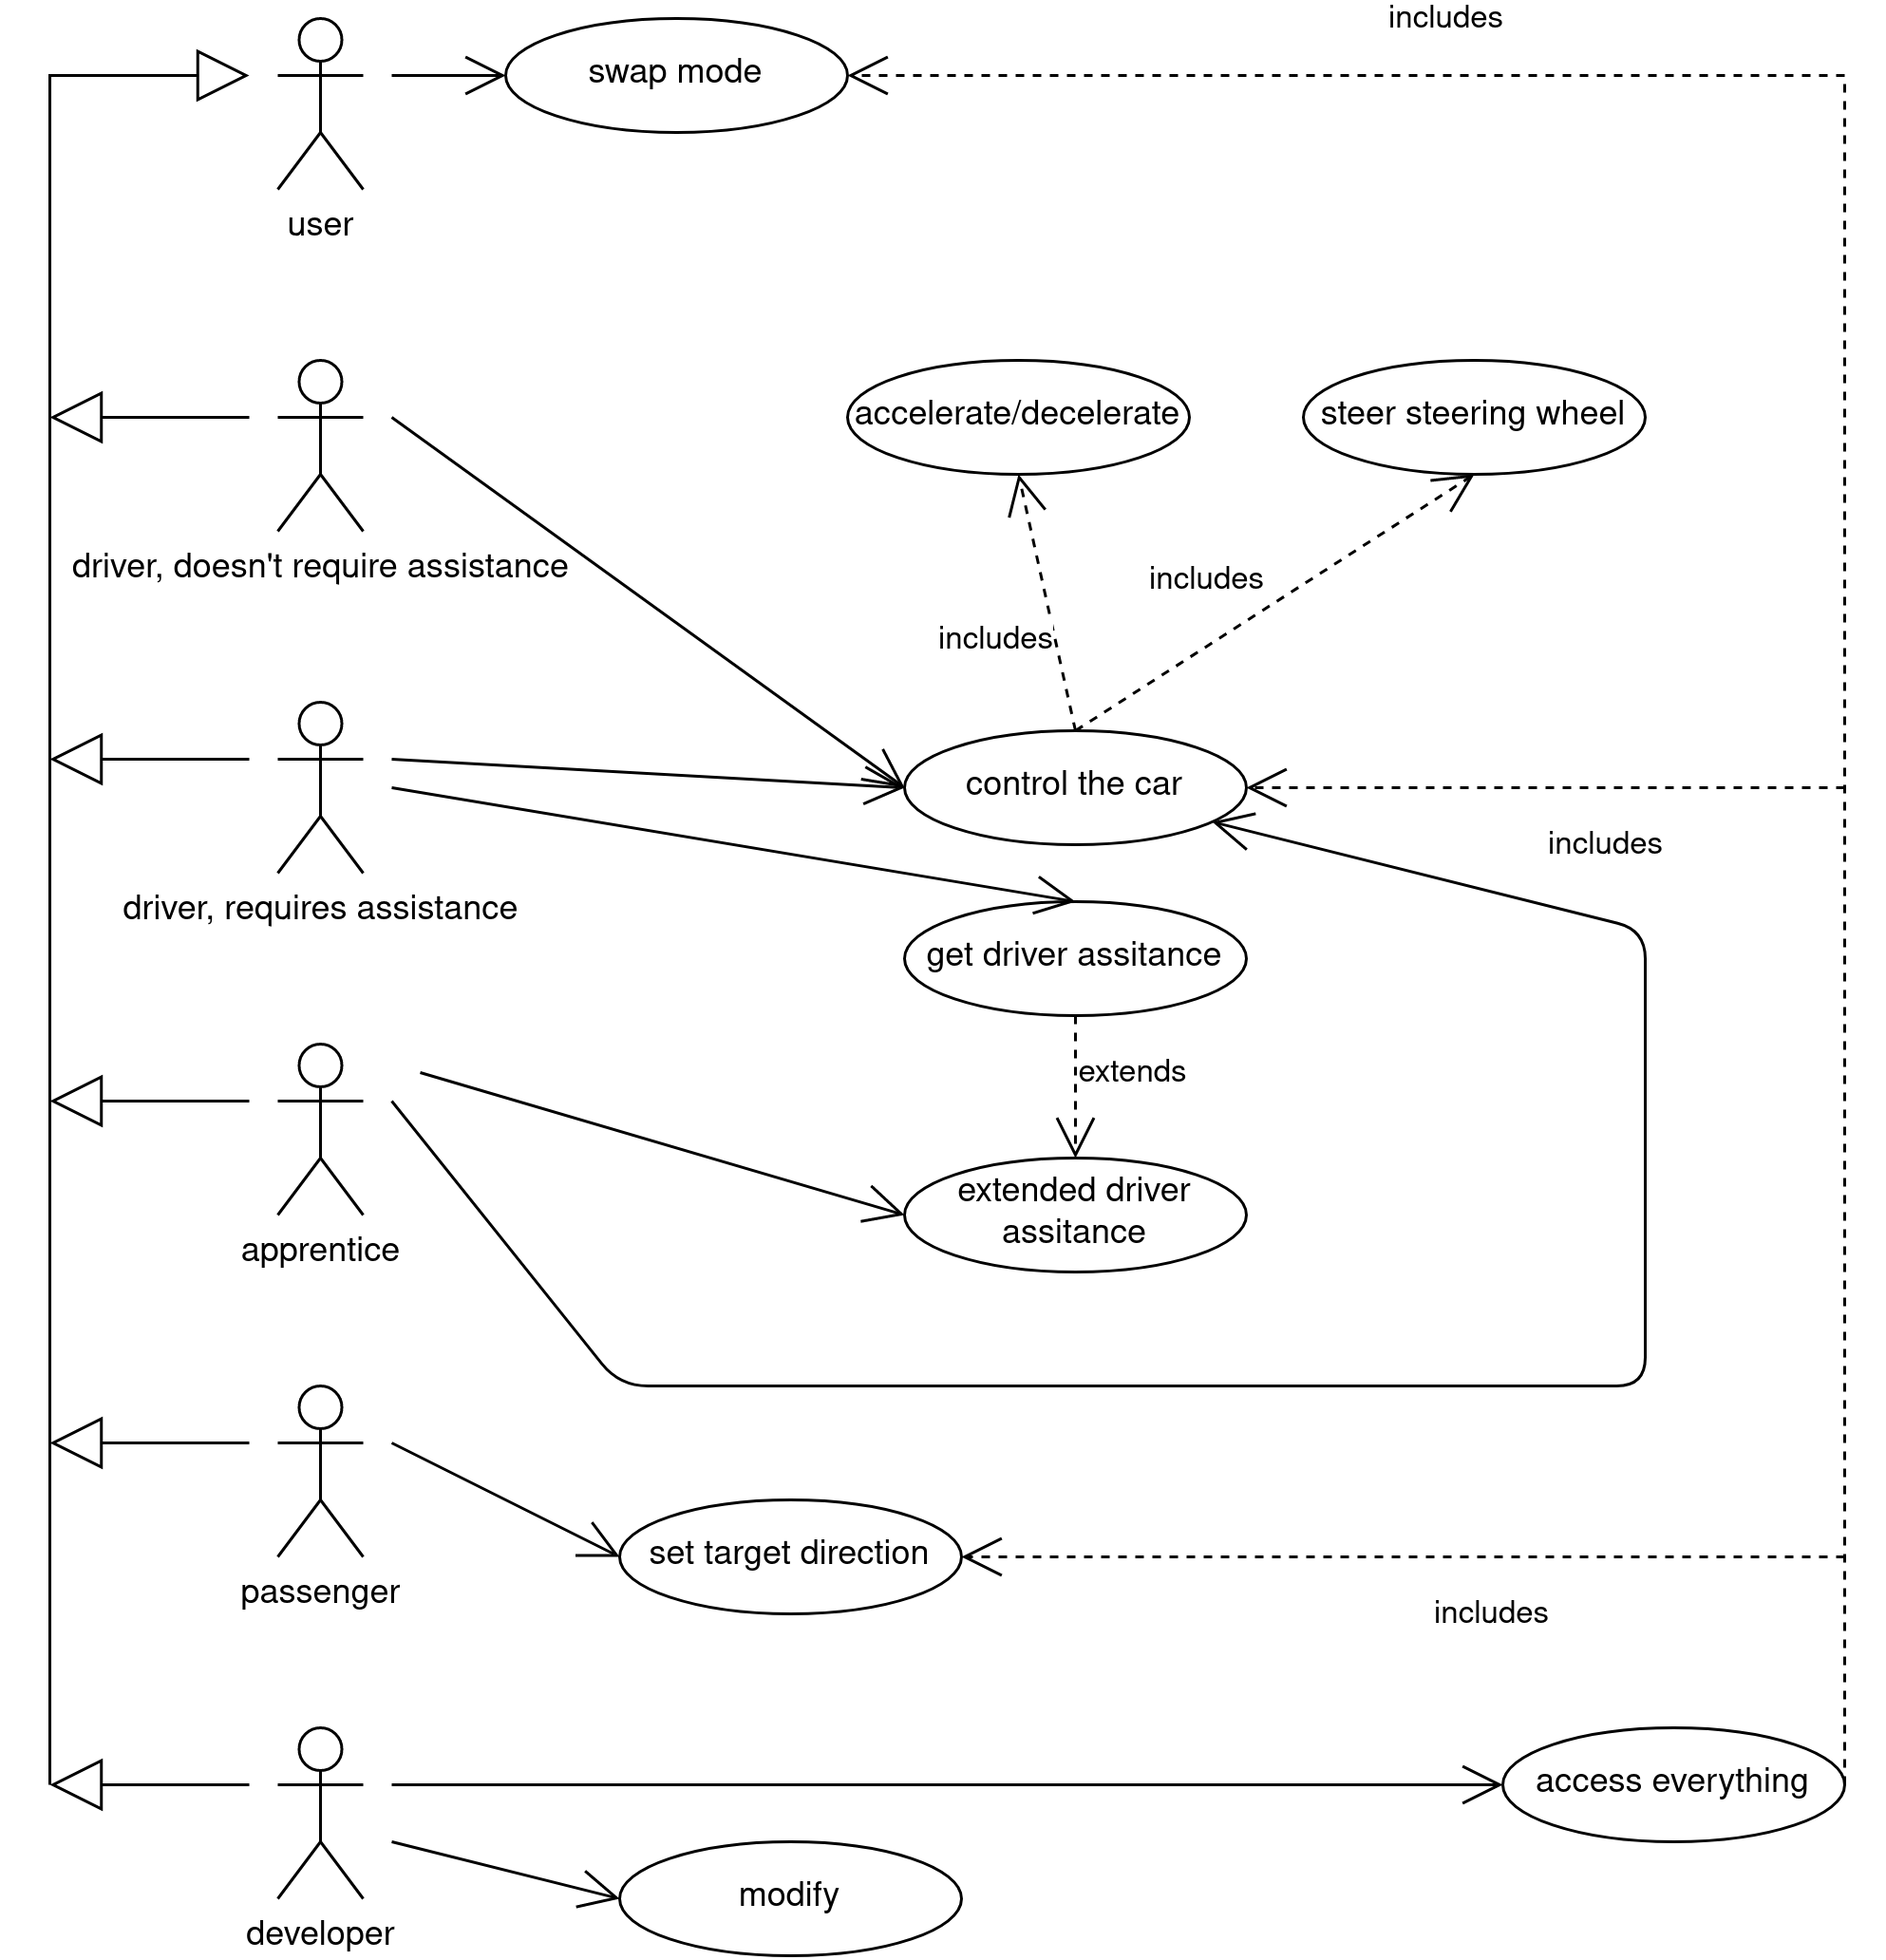 includes
swap mode
user
accelerate/decelerate
steer steering wheel
driver, doesn't require assistance
includes
includes
control the car
includes
driver, requires assistance
get driver assitance
extends
extended driver
assitance
apprentice
set target direction
passenger
includes
access everything
modify
developer